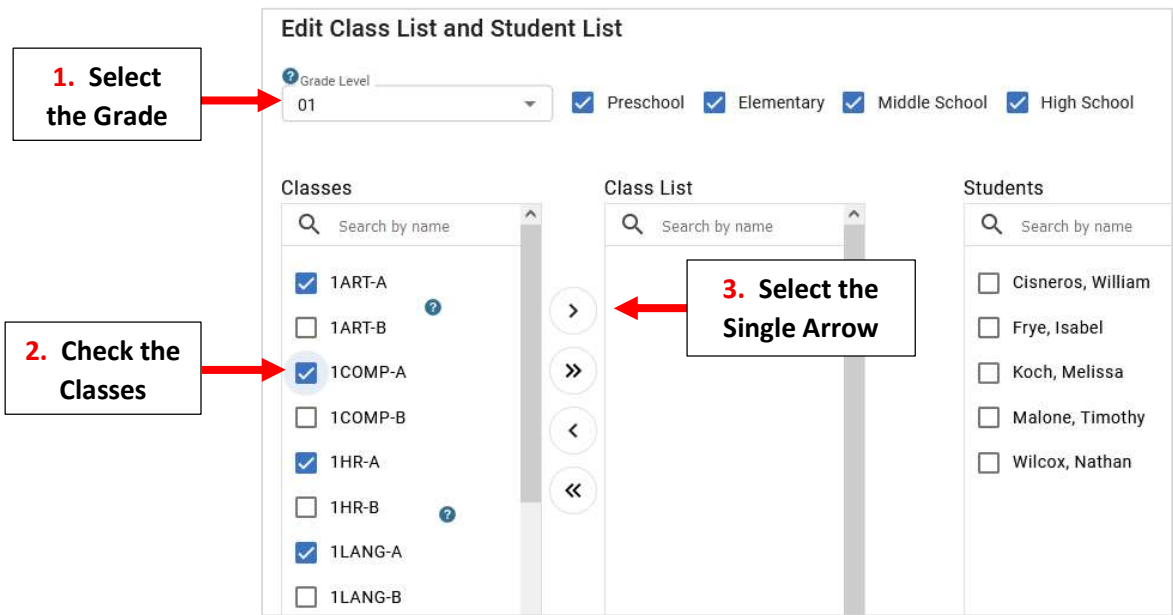 Edit Class List and Student List
1. Select
the Grade
? Grade Level
01
Preschool Elementary Middle School High School
Classes
Search by name
1ART-A
?
1ART-B
1COMP-A
1COMP-B
1HR-A
1HR-B
?
1LANG-A
1LANG-B
2. Check the
Classes
Class List
Search by name
3. Select the
Single Arrow
Students
Search by name
Cisneros, William
Frye, Isabel
Koch, Melissa
Malone, Timothy
Wilcox, Nathan